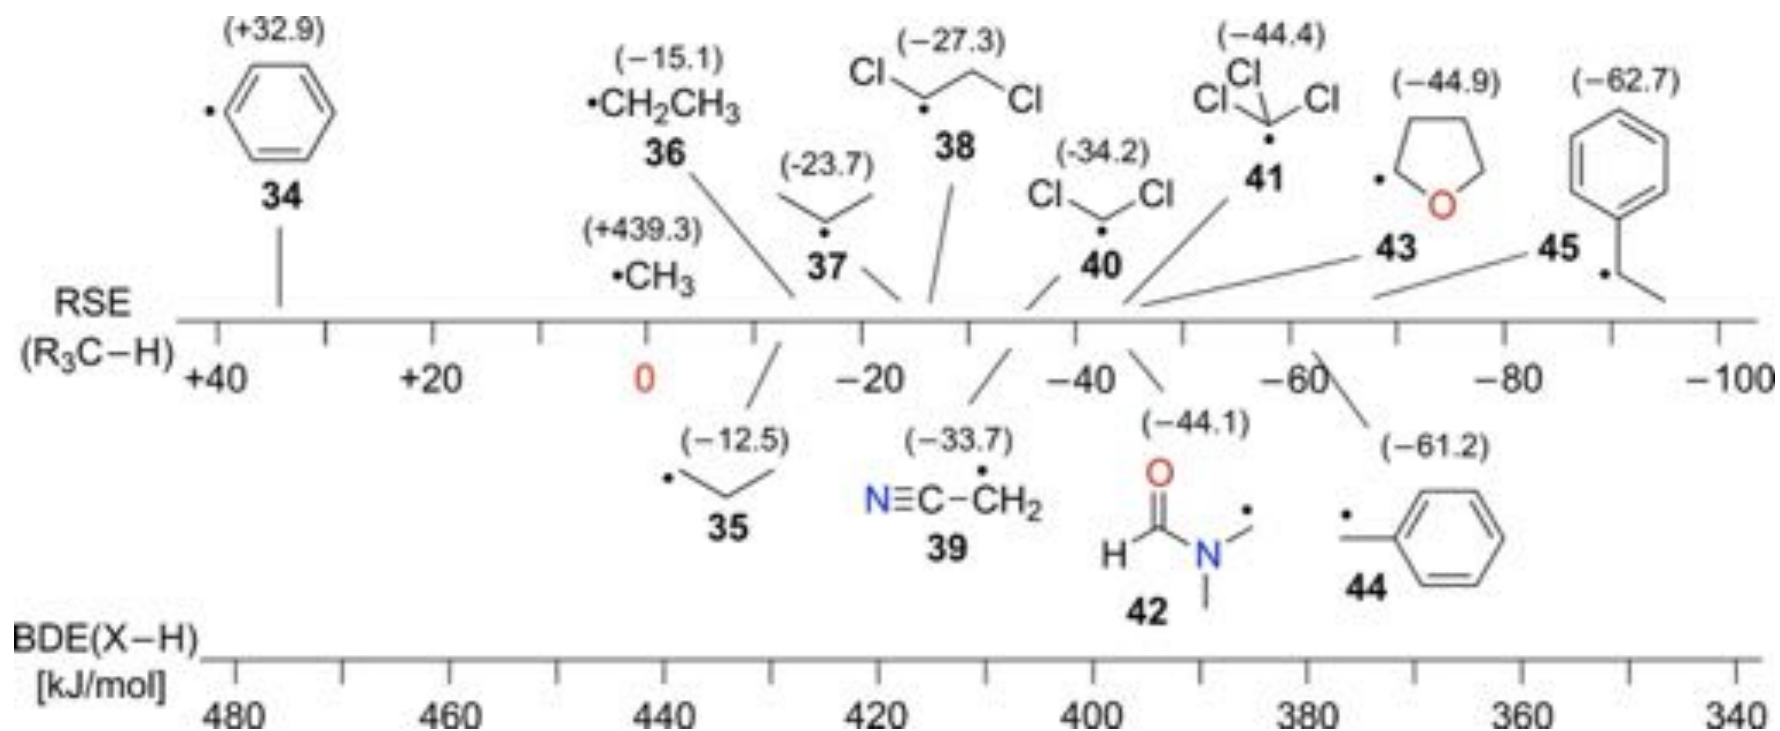 (+32.9)
34
(−15.1)
•CH2CH3
36
(+439.3)
•CH3
(-23.7)
37
(−27.3)
Cl
Cl
38
(-34.2)
Cl Cl
40
(−44.4)
Cl
Cl Cl
41
(−44.9)
O
43
(−62.7)
45
RSE
(R3C−H)
+40 +20 0 −20 −40 −60 −80 −100
(−12.5)
35
(−33.7)
N≡C−CH2
39
(−44.1)
O
H N
42
(−61.2)
44
BDE(X−H)
[kJ/mol]
480 460 440 420 400 380 360 340